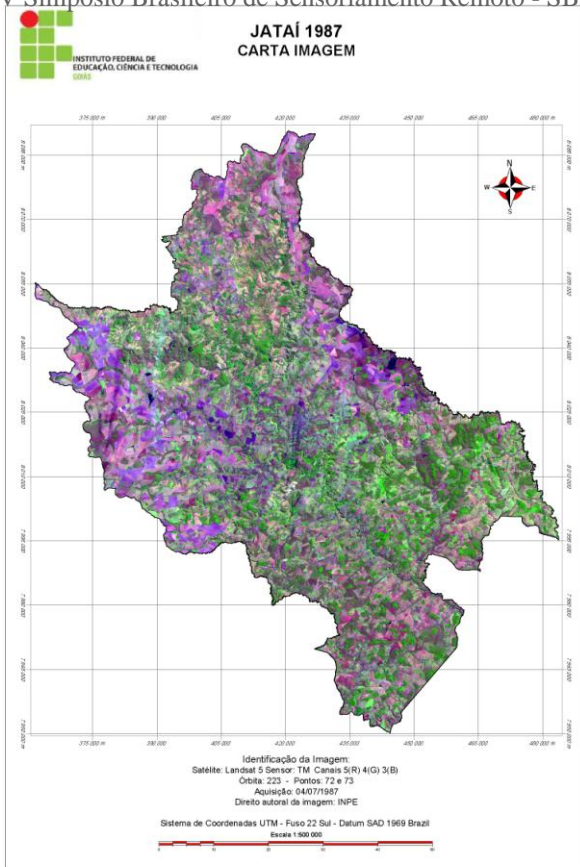 V Simpósio Brasileiro de Sensoriamento Remoto - SB
INSTITUTO FEDERAL DE
EDUCAÇÃO, CIÊNCIA E TECNOLOGIA
GOIÁS
JATAÍ 1987
CARTA IMAGEM
375 000 m 390 000 405 000 420 000 435 000 450 000 465 000 480 000 m
N
W E
S
375 000 m 390 000 405 000 420 000 435 000 450 000 465 000 480 000 m
Identificação da Imagem:
Satélite: Landsat 5 Sensor: TM Canais 5(R) 4(G) 3(B)
Órbita: 223 - Pontos: 72 e 73
Aquisição: 04/07/1987
Direito autoral da imagem: INPE
Sistema de Coordenadas UTM - Fuso 22 Sul - Datum SAD 1969 Brazil
Escala 1:500 000